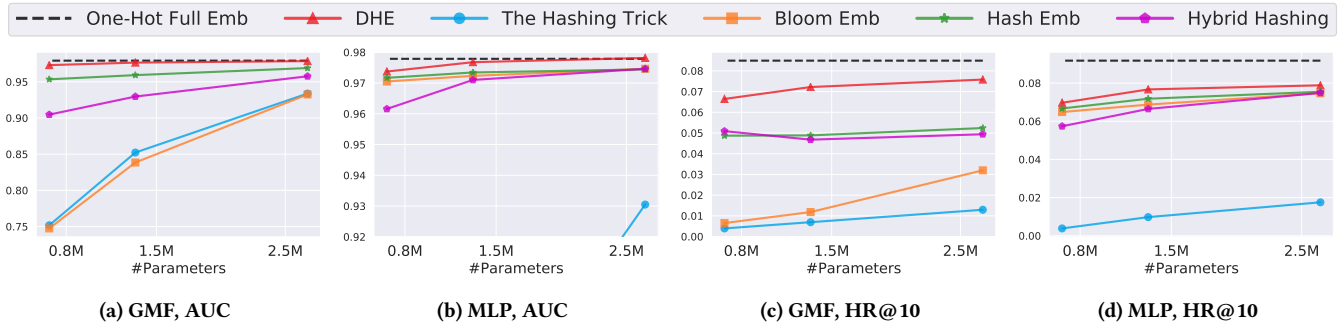 One-Hot Full Emb DHE The Hashing Trick Bloom Emb Hash Emb Hybrid Hashing
0.95
0.90
0.85
0.80
0.75
0.8M 1.5M 2.5M
#Parameters
(a) GMF, AUC
0.98
0.97
0.96
0.95
0.94
0.93
0.92
0.8M 1.5M 2.5M
#Parameters
(b) MLP, AUC
0.08
0.07
0.06
0.05
0.04
0.03
0.02
0.01
0.00
0.8M 1.5M 2.5M
#Parameters
(c) GMF, HR@10
0.08
0.06
0.04
0.02
0.00
0.8M 1.5M 2.5M
#Parameters
(d) MLP, HR@10